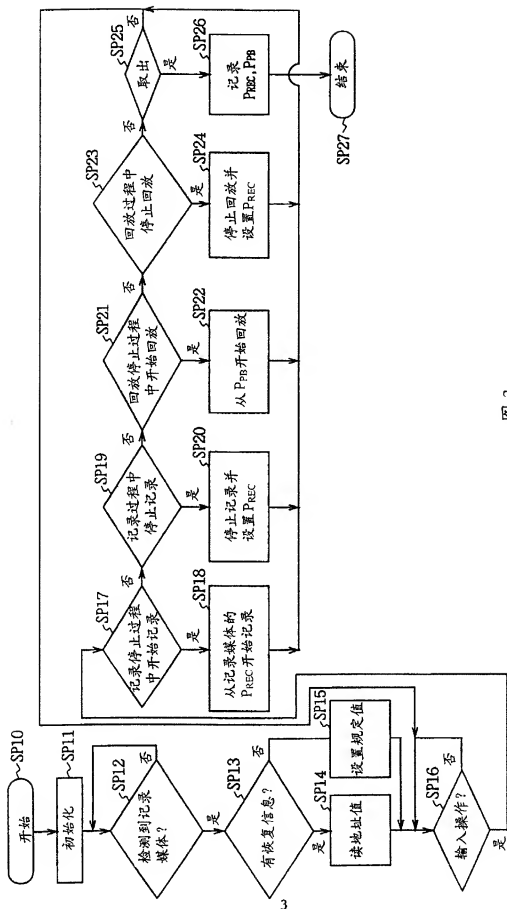 SP10
开始
SP11
初始化
SP12
检测到记录
媒体?
否
是
SP13
有恢复信息?
否
是
SP14
读地址值
SP15
设置规定值
SP16
输入操作?
否
是
SP17
记录停止过程
中开始记录
否
是
SP18
从记录媒体的
PREC开始记录
SP19
记录过程中
停止记录
否
是
SP20
停止记录并
设置PREC
SP21
回放停止过程
中开始回放
否
是
SP22
从PPB开始回放
SP23
回放过程中
停止回放
否
是
SP24
停止回放并
设置PREC
SP25
取出
否
是
SP26
记录
PREC,PPB
SP27
结束
3